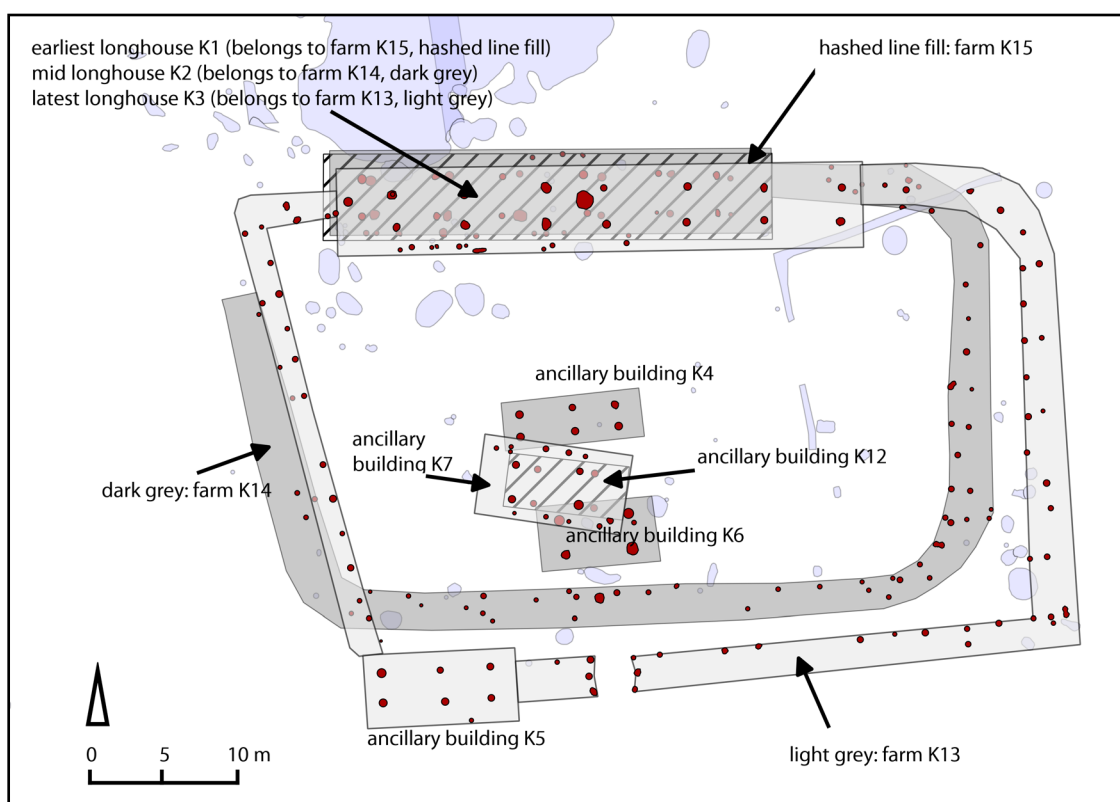 earliest longhouse K1 (belongs to farm K15, hashed line fill)
mid longhouse K2 (belongs to farm K14, dark grey)
latest longhouse K3 (belongs to farm K13, light grey)
hashed line fill: farm K15
ancillary building K4
ancillary
building K7
ancillary building K12
dark grey: farm K14
ancillary building K6
ancillary building K5
light grey: farm K13
0 5 10 m